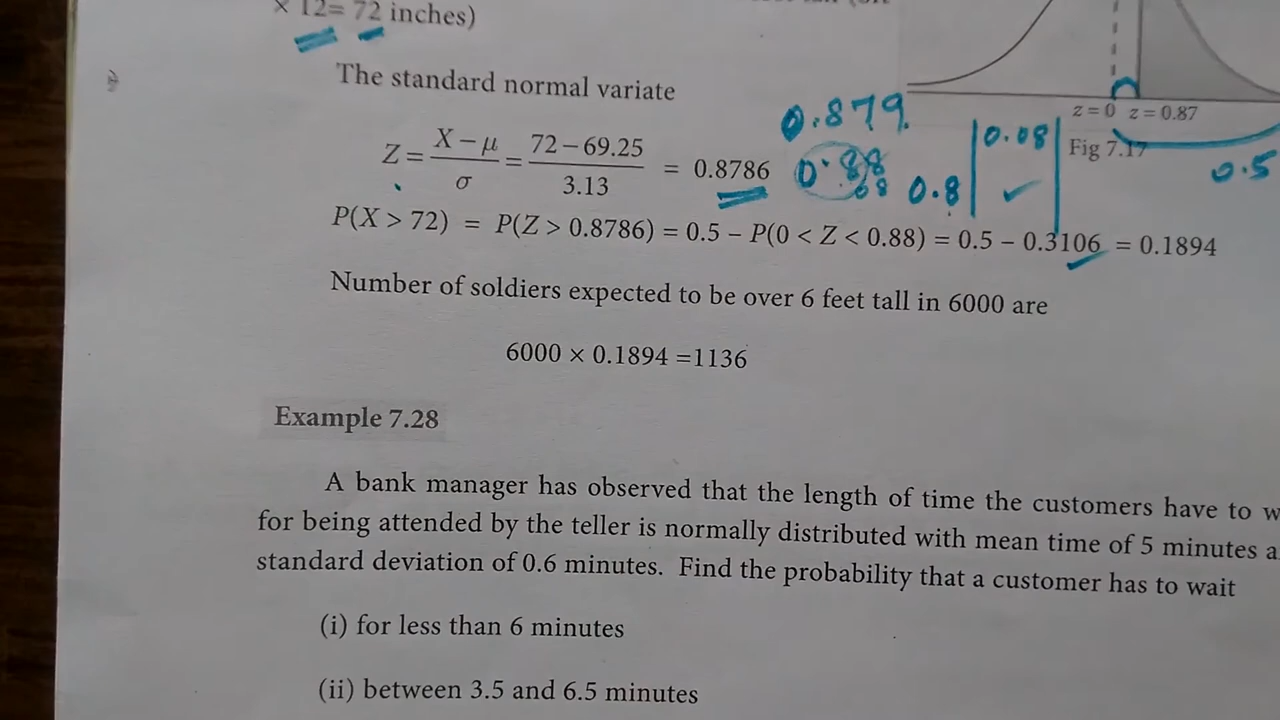 × 12= 72 inches)
The standard normal variate
z = 0 z = 0.87
Fig 7.17
0.879.
Z = X − μ / σ = 72 − 69.25 / 3.13 = 0.8786
0.88
0.8
0.08
0.5
P(X > 72) = P(Z > 0.8786) = 0.5 − P(0 < Z < 0.88) = 0.5 − 0.3106 = 0.1894
Number of soldiers expected to be over 6 feet tall in 6000 are
6000 × 0.1894 =1136
Example 7.28
A bank manager has observed that the length of time the customers have to w
for being attended by the teller is normally distributed with mean time of 5 minutes a
standard deviation of 0.6 minutes. Find the probability that a customer has to wait
(i) for less than 6 minutes
(ii) between 3.5 and 6.5 minutes